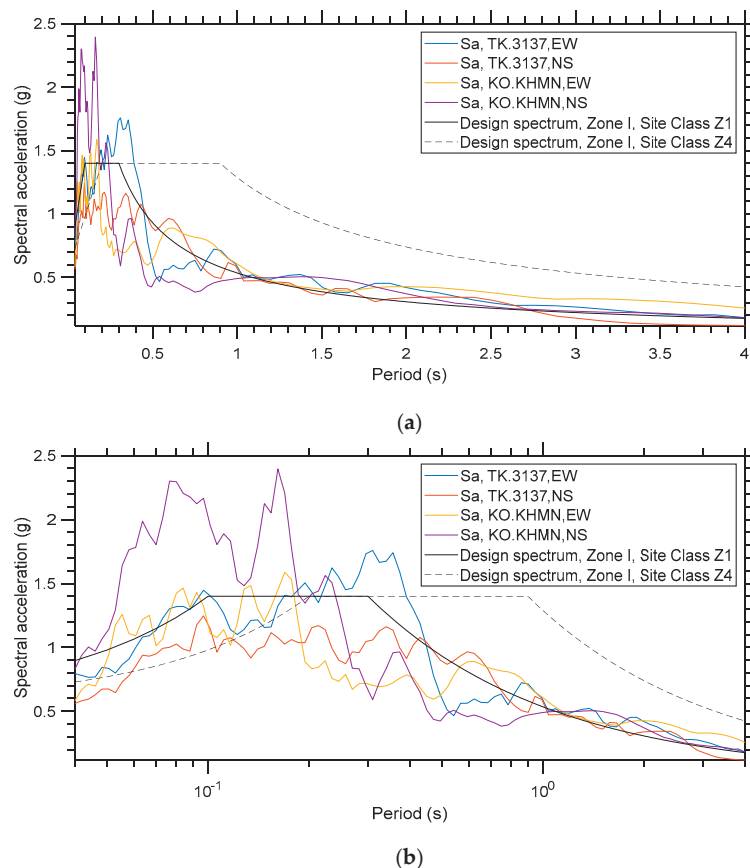 2.5
2
1.5
1
0.5
Spectral acceleration (g)
Sa, TK.3137,EW
Sa, TK.3137,NS
Sa, KO.KHMN,EW
Sa, KO.KHMN,NS
Design spectrum, Zone I, Site Class Z1
Design spectrum, Zone I, Site Class Z4
0.5 1 1.5 2 2.5 3 3.5 4
Period (s)
(a)
2.5
2
1.5
1
0.5
Spectral acceleration (g)
Sa, TK.3137,EW
Sa, TK.3137,NS
Sa, KO.KHMN,EW
Sa, KO.KHMN,NS
Design spectrum, Zone I, Site Class Z1
Design spectrum, Zone I, Site Class Z4
10⁻¹ 10⁰
Period (s)
(b)